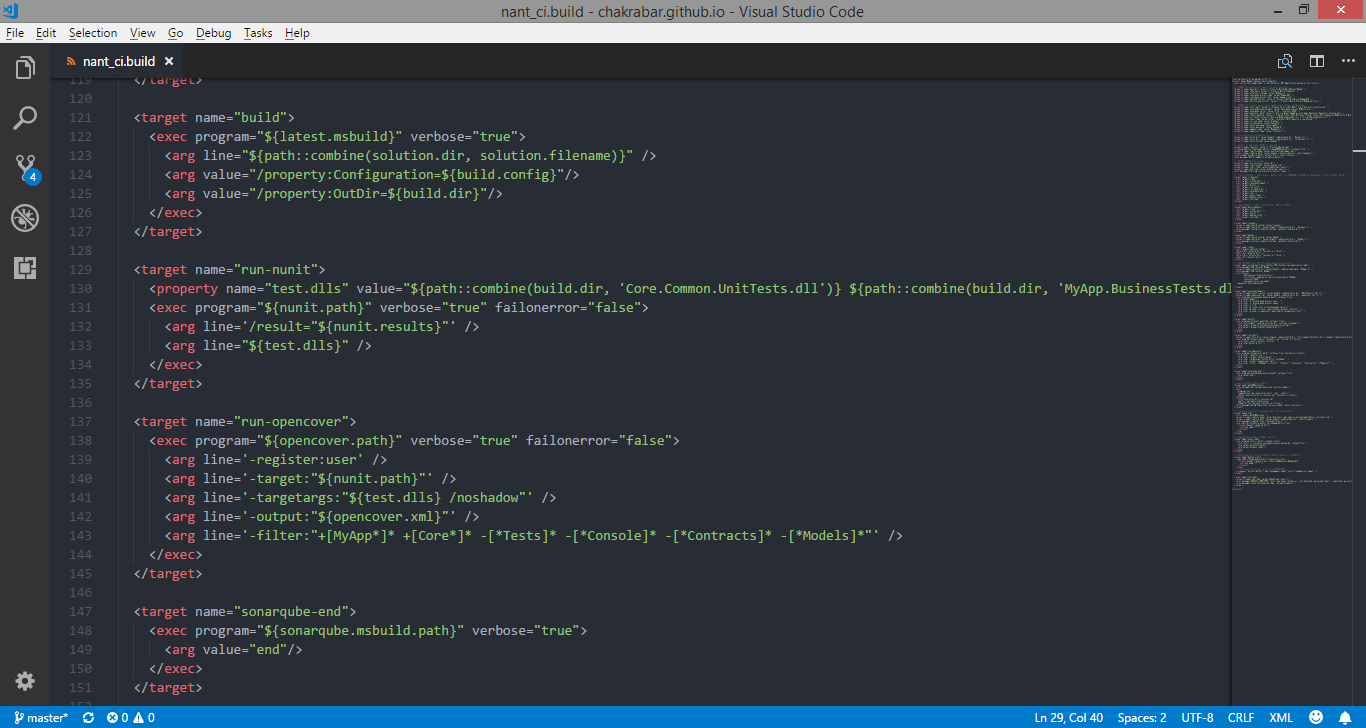 nant_ci.build - chakrabar.github.io - Visual Studio Code
File Edit Selection View Go Debug Tasks Help
nant_ci.build
119 </target>
120
121 <target name="build">
122 <exec program="${latest.msbuild}" verbose="true">
123 <arg line="${path::combine(solution.dir, solution.filename)}" />
124 <arg value="/property:Configuration=${build.config}"/>
125 <arg value="/property:OutDir=${build.dir}"/>
126 </exec>
127 </target>
128
129 <target name="run-nunit">
130 <property name="test.dlls" value="${path::combine(build.dir, 'Core.Common.UnitTests.dll')} ${path::combine(build.dir, 'MyApp.BusinessTests.dl
131 <exec program="${nunit.path}" verbose="true" failonerror="false">
132 <arg line='/result="${nunit.results}"' />
133 <arg line="${test.dlls}" />
134 </exec>
135 </target>
136
137 <target name="run-opencover">
138 <exec program="${opencover.path}" verbose="true" failonerror="false">
139 <arg line='-register:user' />
140 <arg line='-target:"${nunit.path}"' />
141 <arg line='-targetargs:"${test.dlls} /noshadow"' />
142 <arg line='-output:"${opencover.xml}"' />
143 <arg line='-filter:"+[MyApp*]* +[Core*]* -[*Tests]* -[*Console]* -[*Contracts]* -[*Models]*"' />
144 </exec>
145 </target>
146
147 <target name="sonarqube-end">
148 <exec program="${sonarqube.msbuild.path}" verbose="true">
149 <arg value="end"/>
150 </exec>
151 </target>
4
master* 0 0 Ln 29, Col 40 Spaces: 2 UTF-8 CRLF XML